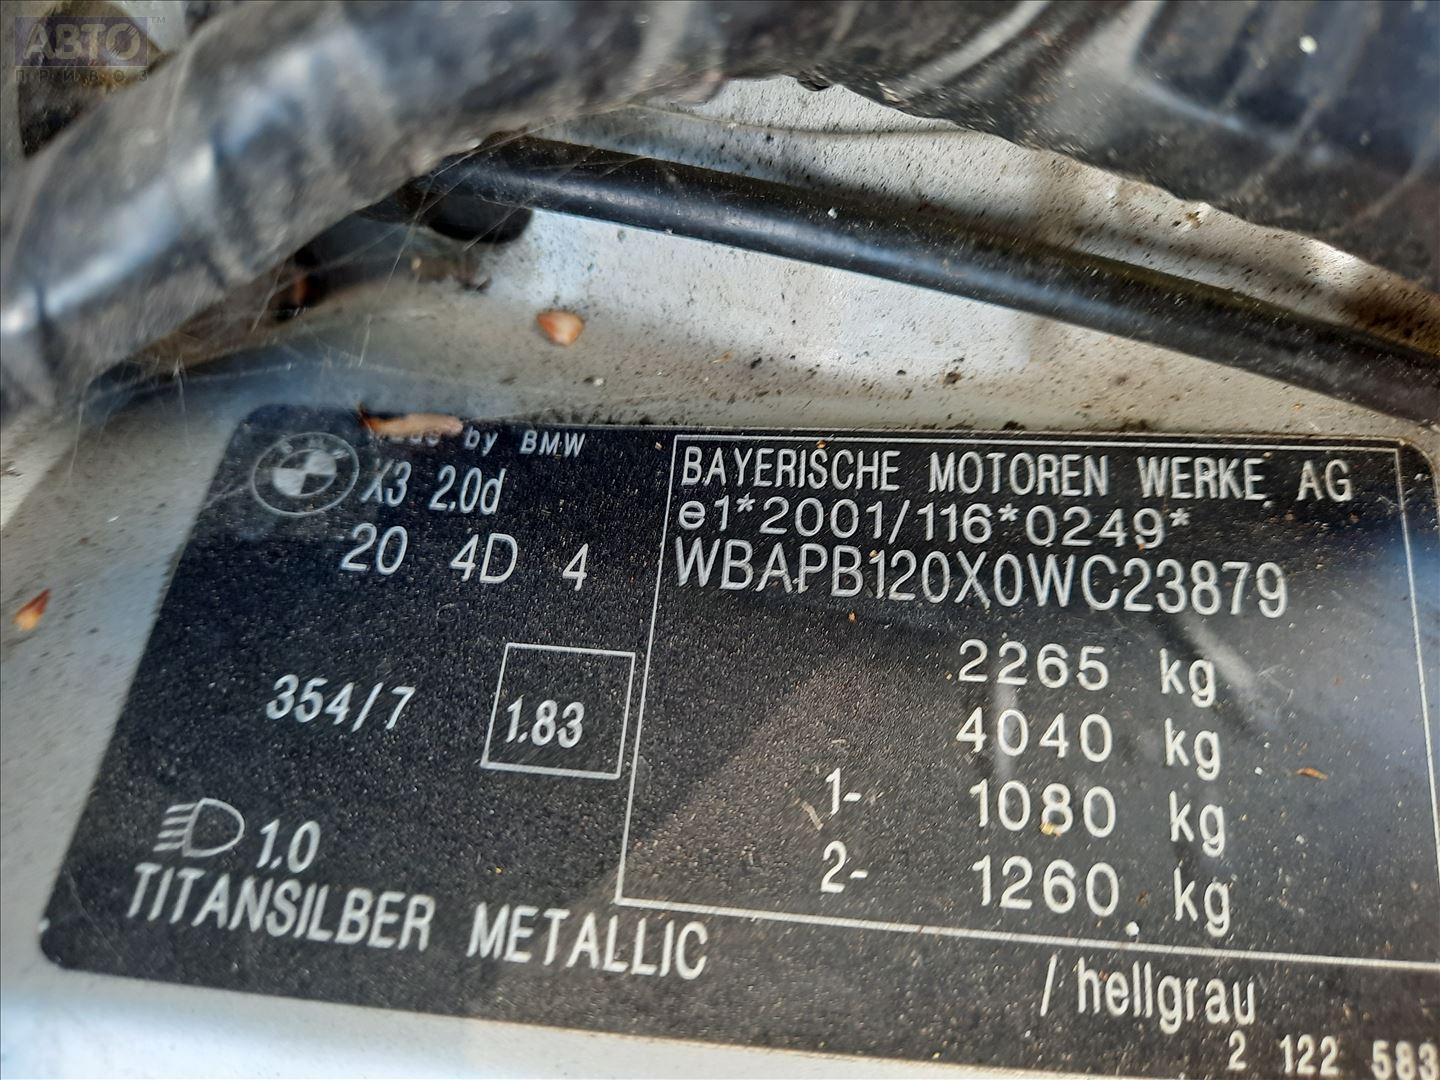 АВТО™
ПРИВОЗ
by BMW
X3 2.0d
20 4D 4
354/7
1.83
1.0
TITANSILBER METALLIC
BAYERISCHE MOTOREN WERKE AG
e1*2001/116*0249*
WBAPB120X0WC23879
2265 kg
4040 kg
1- 1080 kg
2- 1260 kg
/ hellgrau
2 122 583